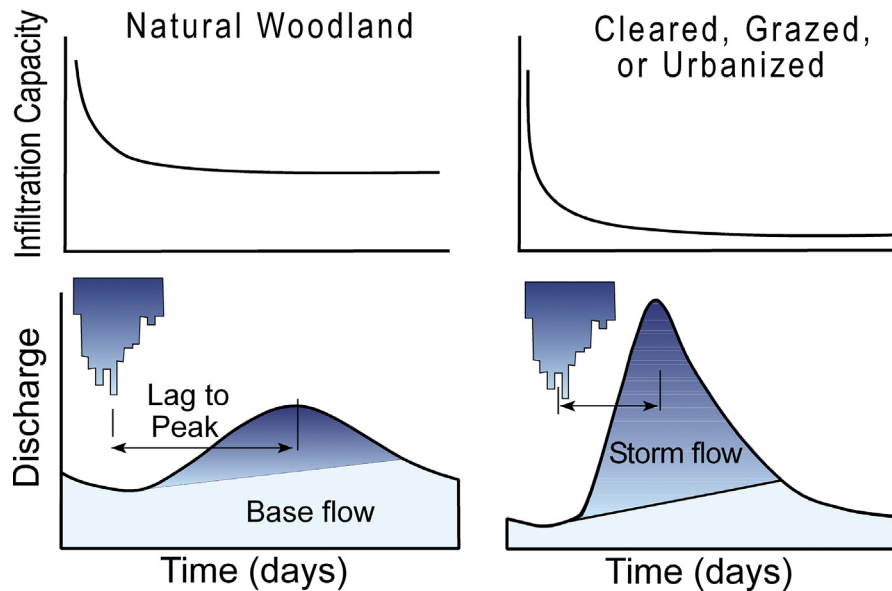 Natural Woodland
Cleared, Grazed,
or Urbanized
Infiltration Capacity
Discharge
Lag to
Peak
Base flow
Time (days)
Storm flow
Time (days)